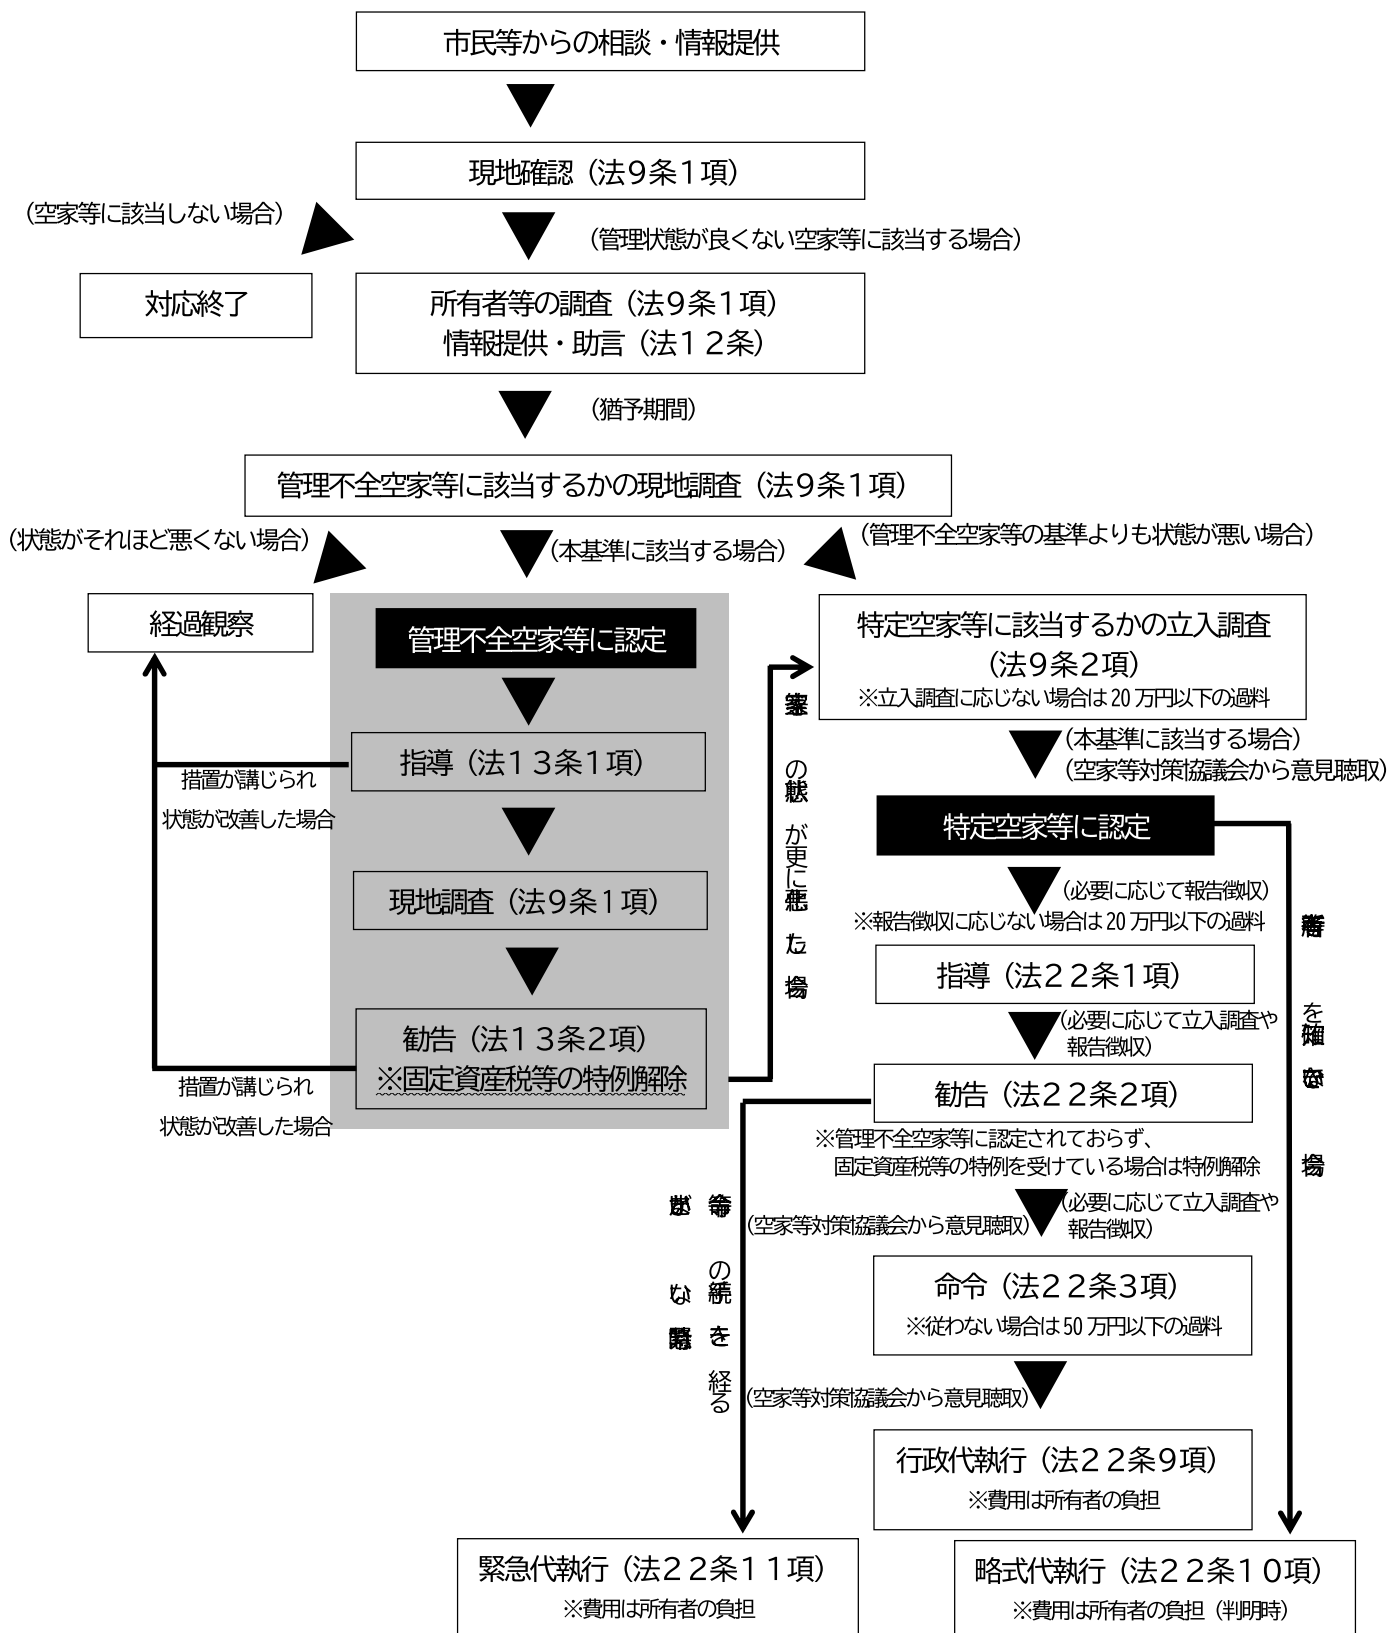 市民等からの相談・情報提供
現地確認（法９条１項）
（空家等に該当しない場合）
（管理状態が良くない空家等に該当する場合）
対応終了
所有者等の調査（法９条１項）
情報提供・助言（法１２条）
（猶予期間）
管理不全空家等に該当するかの現地調査（法９条１項）
（状態がそれほど悪くない場合）
（本基準に該当する場合）
（管理不全空家等の基準よりも状態が悪い場合）
経過観察
管理不全空家等に認定
指導（法１３条１項）
措置が講じられ
状態が改善した場合
現地調査（法９条１項）
勧告（法１３条２項）
※固定資産税等の特例解除
措置が講じられ
状態が改善した場合
特定空家等に該当するかの立入調査
（法９条２項）
※立入調査に応じない場合は20万円以下の過料
（本基準に該当する場合）
（空家等対策協議会から意見聴取）
特定空家等に認定
（必要に応じて報告徴収）
※報告徴収に応じない場合は20万円以下の過料
指導（法２２条１項）
（必要に応じて立入調査や
報告徴収）
勧告（法２２条２項）
※管理不全空家等に認定されておらず、
固定資産税等の特例を受けている場合は特例解除
（必要に応じて立入調査や
報告徴収）
（空家等対策協議会から意見聴取）
命令（法２２条３項）
※従わない場合は50万円以下の過料
（空家等対策協議会から意見聴取）
行政代執行（法２２条９項）
※費用は所有者の負担
緊急代執行（法２２条１１項）
※費用は所有者の負担
略式代執行（法２２条１０項）
※費用は所有者の負担（判明時）